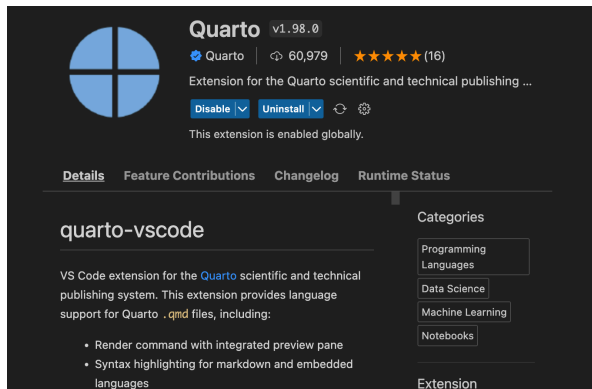 Quarto v1.98.0
Quarto 60,979 (16)
Extension for the Quarto scientific and technical publishing ...
Disable Uninstall
This extension is enabled globally.
Details Feature Contributions Changelog Runtime Status
quarto-vscode
VS Code extension for the Quarto scientific and technical
publishing system. This extension provides language
support for Quarto .qmd files, including:
• Render command with integrated preview pane
• Syntax highlighting for markdown and embedded
languages
Categories
Programming
Languages
Data Science
Machine Learning
Notebooks
Extension